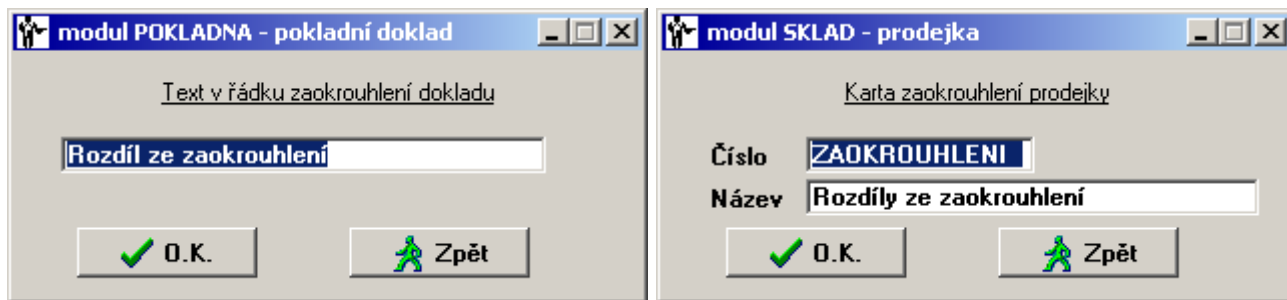 modul POKLADNA - pokladní doklad
Text v řádku zaokrouhlení dokladu
Rozdíl ze zaokrouhlení
O.K.
Zpět
modul SKLAD - prodejka
Karta zaokrouhlení prodejky
Číslo ZAOKROUHLENI
Název Rozdíly ze zaokrouhlení
O.K.
Zpět